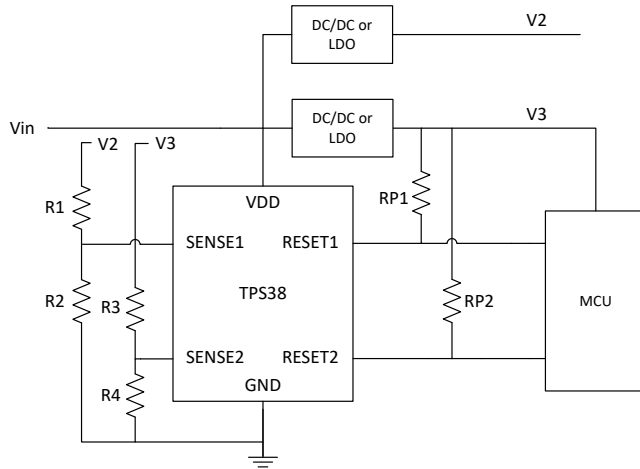 DC/DC or
LDO
V2
Vin
DC/DC or
LDO
V3
V2
V3
R1
VDD
RP1
SENSE1
RESET1
R2
R3
TPS38
RP2
MCU
SENSE2
RESET2
R4
GND